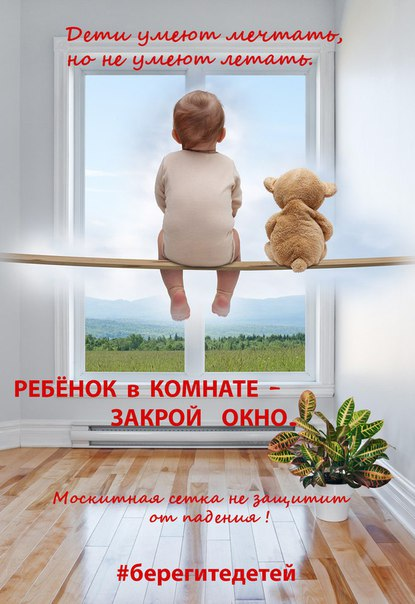 Дети умеют мечтать,
но не умеют летать.
РЕБЁНОК в КОМНАТЕ –
ЗАКРОЙ ОКНО.
Москитная сетка не защитит
от падения !
#берегитедетей